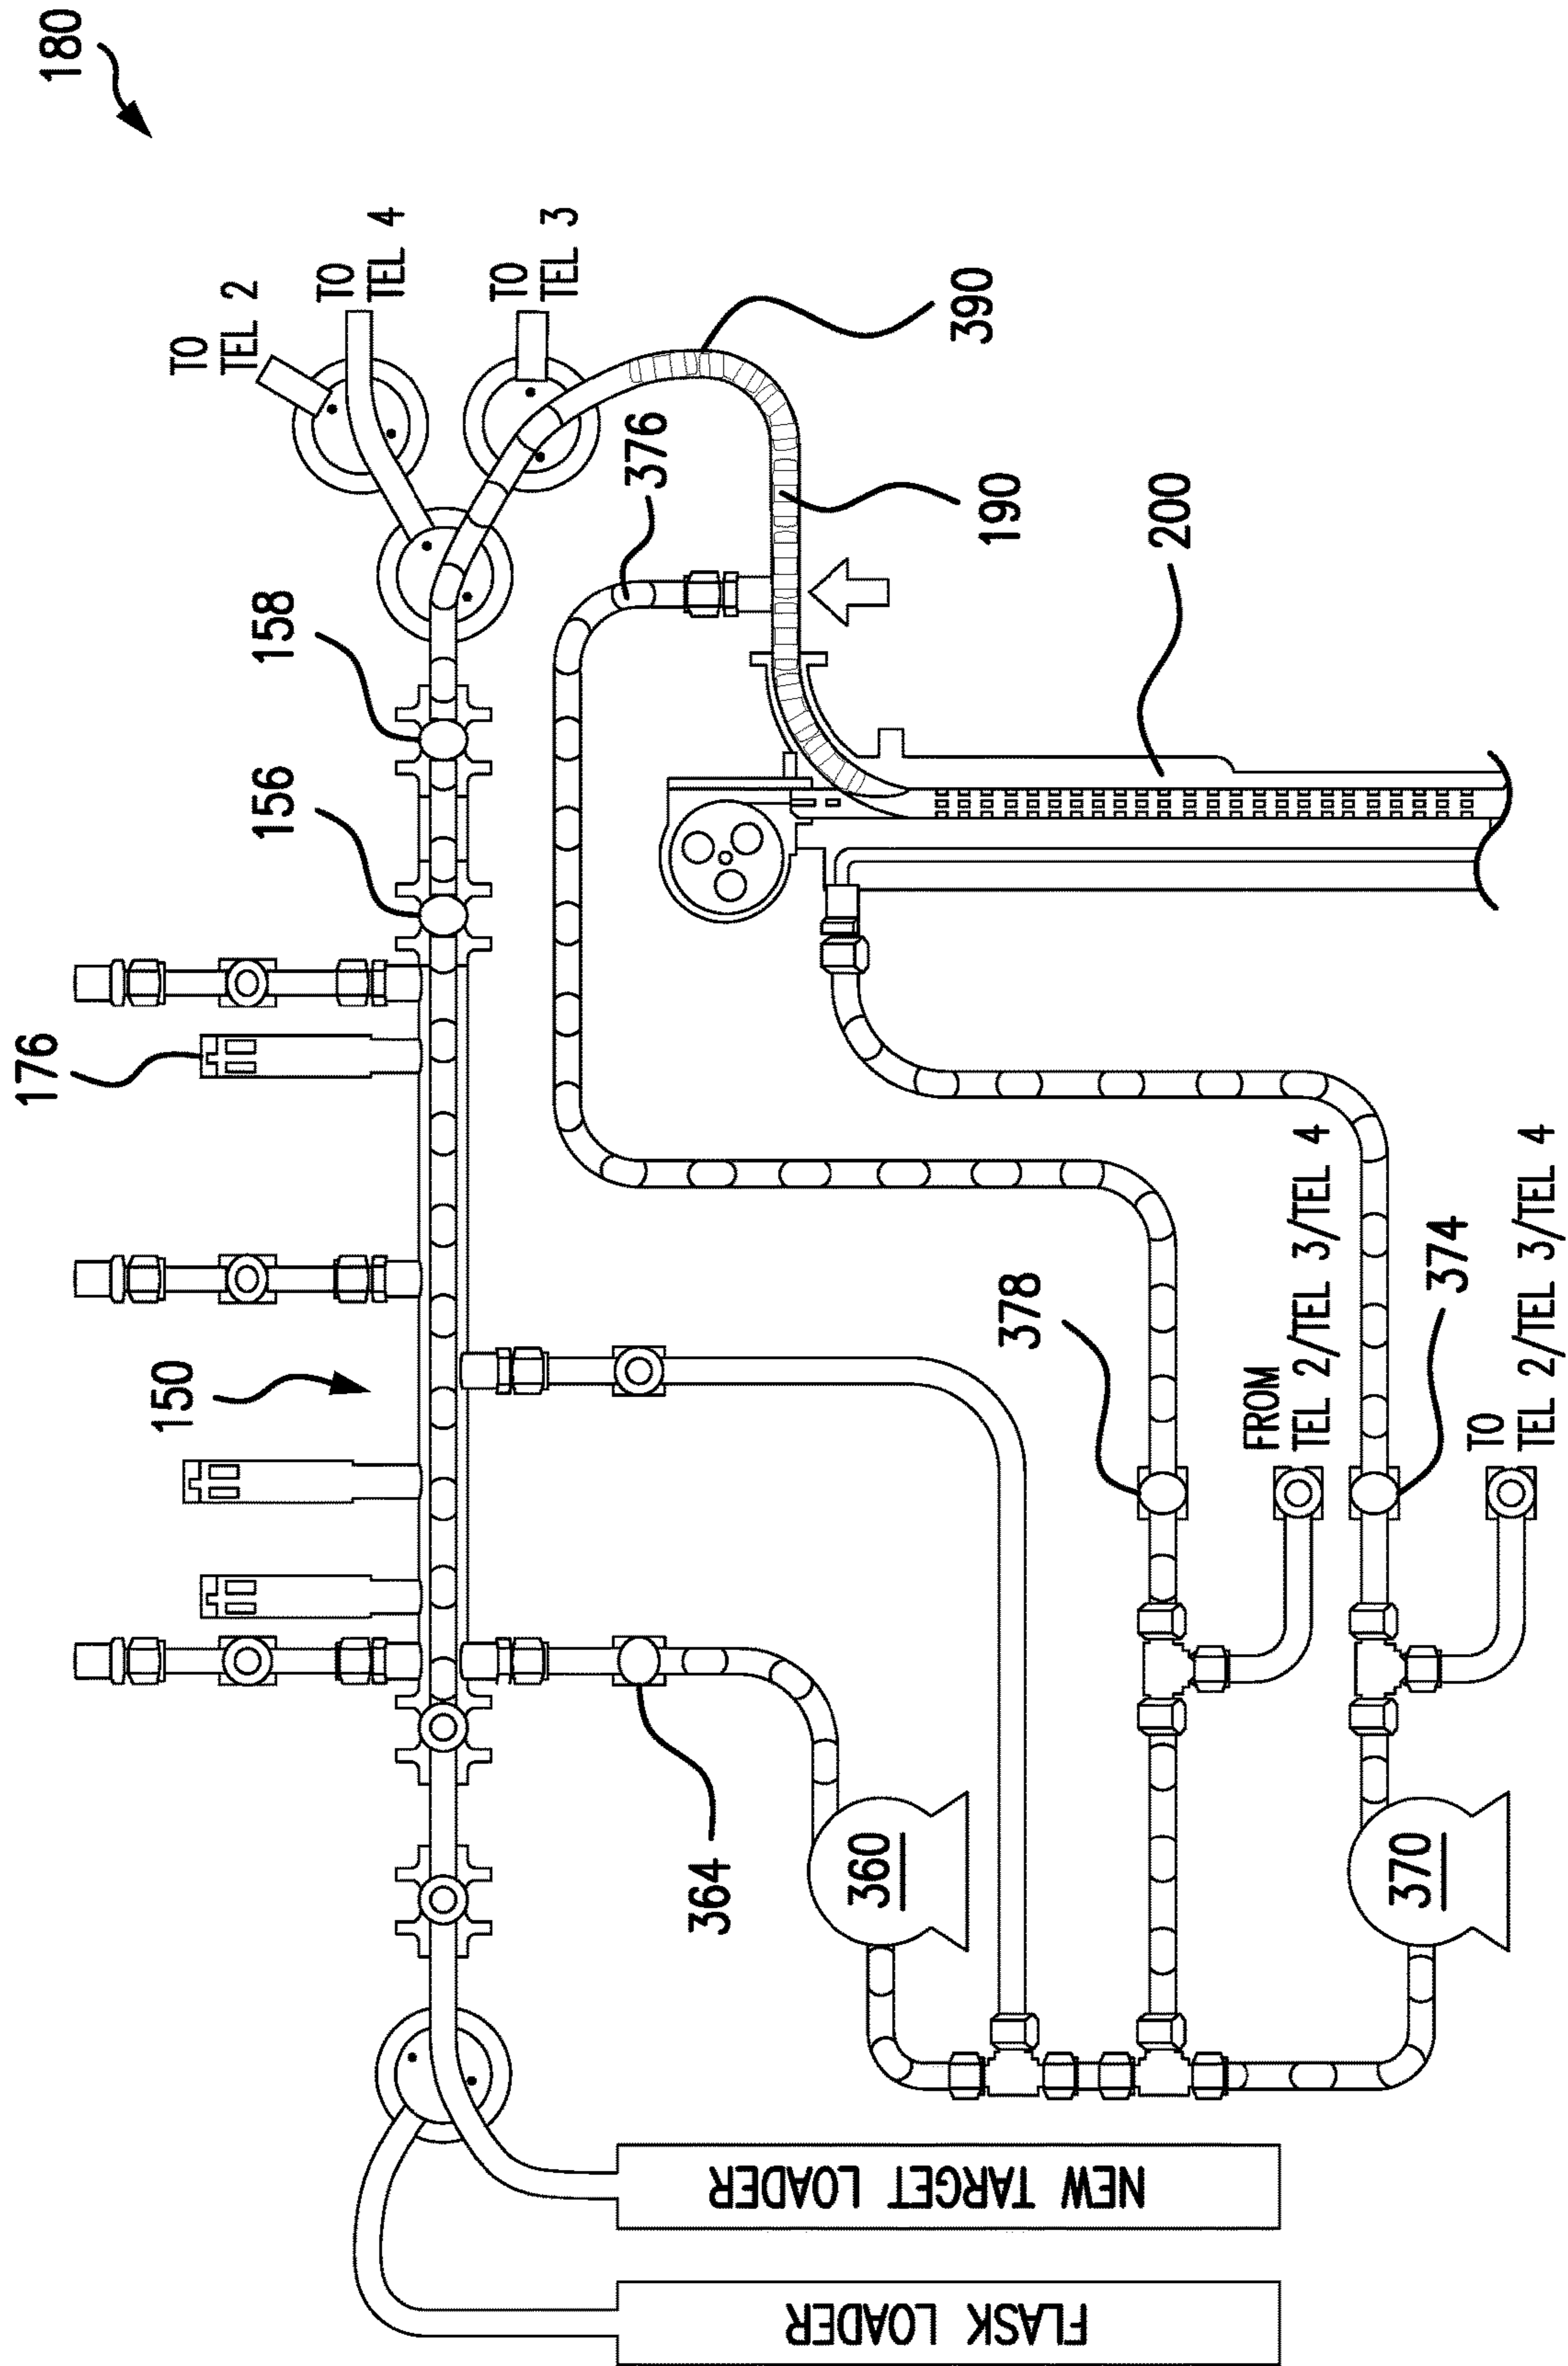 180
TO
TEL 2
TO
TEL 4
TO
TEL 3
390
376
190
200
158
156
176
150
378
FROM
TEL 2/TEL 3/TEL 4
374
TO
TEL 2/TEL 3/TEL 4
364
360
370
NEW TARGET LOADER
FLASK LOADER